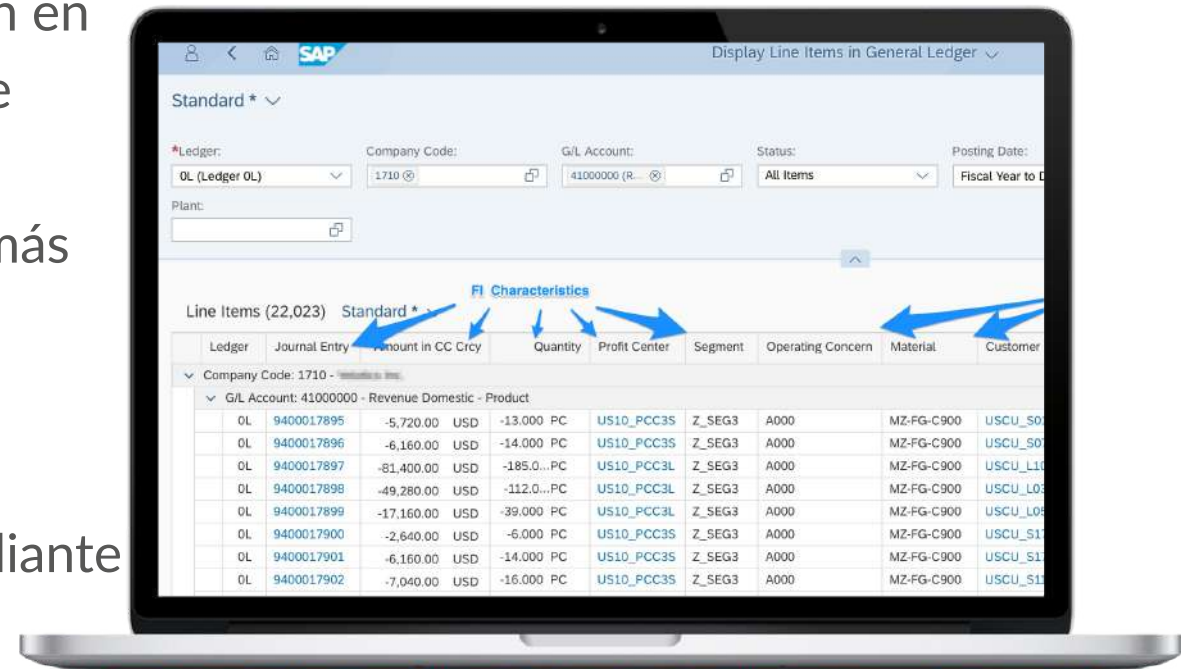 n en
e
más
diante
SAP
Display Line Items in General Ledger
Standard *
*Ledger: Company Code: G/L Account: Status: Posting Date:
0L (Ledger 0L) 1710 41000000 (R... All Items Fiscal Year to D
Plant:
FI Characteristics
Line Items (22,023) Standard *
Ledger Journal Entry Amount in CC Crcy Quantity Profit Center Segment Operating Concern Material Customer
Company Code: 1710 -
G/L Account: 41000000 - Revenue Domestic - Product
0L 9400017895 -5,720.00 USD -13.000 PC US10_PCC3S Z_SEG3 A000 MZ-FG-C900 USCU_S0
0L 9400017896 -6,160.00 USD -14.000 PC US10_PCC3S Z_SEG3 A000 MZ-FG-C900 USCU_S07
0L 9400017897 -81,400.00 USD -185.0...PC US10_PCC3L Z_SEG3 A000 MZ-FG-C900 USCU_L10
0L 9400017898 -49,280.00 USD -112.0...PC US10_PCC3L Z_SEG3 A000 MZ-FG-C900 USCU_L03
0L 9400017899 -17,160.00 USD -39.000 PC US10_PCC3L Z_SEG3 A000 MZ-FG-C900 USCU_L05
0L 9400017900 -2,640.00 USD -6.000 PC US10_PCC3S Z_SEG3 A000 MZ-FG-C900 USCU_S1
0L 9400017901 -6,160.00 USD -14.000 PC US10_PCC3S Z_SEG3 A000 MZ-FG-C900 USCU_S1
0L 9400017902 -7,040.00 USD -16.000 PC US10_PCC3S Z_SEG3 A000 MZ-FG-C900 USCU_S1